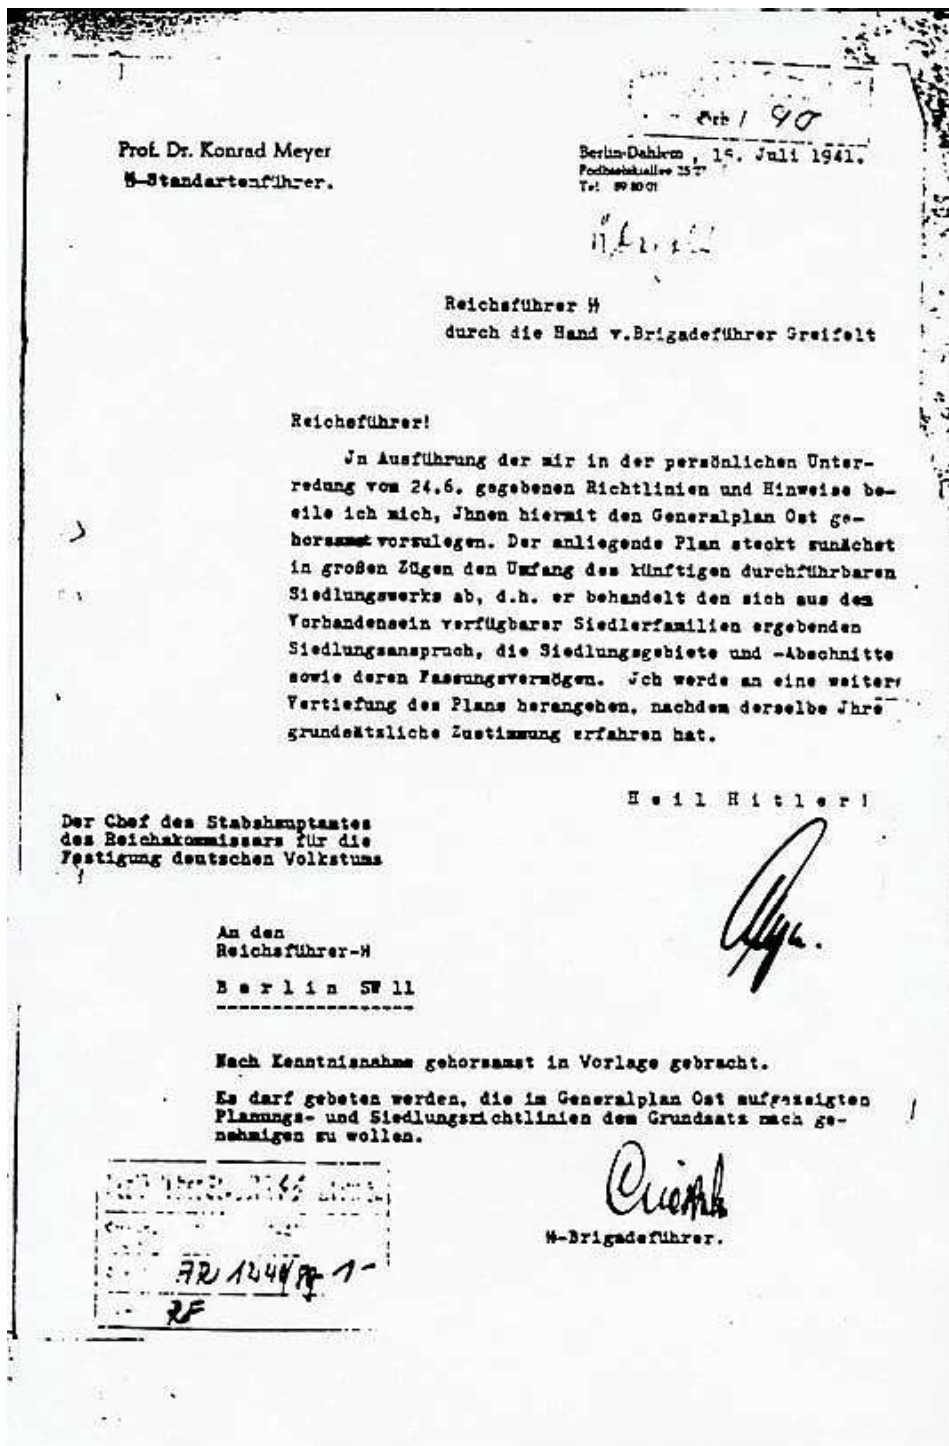 90
Prof. Dr. Konrad Meyer
Berlin-Dahlem, 15. Juli 1941.
SS-Standartenführer.
Reichsführer SS
durch die Hand v.Brigadeführer Greifelt
Reichsführer!
Jn Ausführung der mir in der persönlichen Unter-
redung vom 24.6. gegebenen Richtlinien und Hinweise be-
eile ich mich, Jhnen hiermit den Generalplan Ost ge-
horsamst vorzulegen. Der anliegende Plan steckt zunächst
in großen Zügen den Umfang des künftigen durchführbaren
Siedlungswerks ab, d.h. er behandelt den sich aus dem
Vorhandensein verfügbarer Siedlerfamilien ergebenden
Siedlungsanspruch, die Siedlungsgebiete und -Abschnitte
sowie deren Fassungsvermögen. Jch werde an eine weitere
Vertiefung des Plans herangehen, nachdem derselbe Jhre
grundsätzliche Zustimmung erfahren hat.
Heil Hitler!
Der Chef des Stabshauptamtes
des Reichskommissars für die
Festigung deutschen Volkstums
An den
Reichsführer-SS
Berlin SW 11
Nach Kenntnisnahme gehorsamst in Vorlage gebracht.
Es darf gebeten werden, die im Generalplan Ost aufgezeigten
Planungs- und Siedlungsrichtlinien dem Grundsatz nach ge-
nehmigen zu wollen.
SS-Brigadeführer.
RF